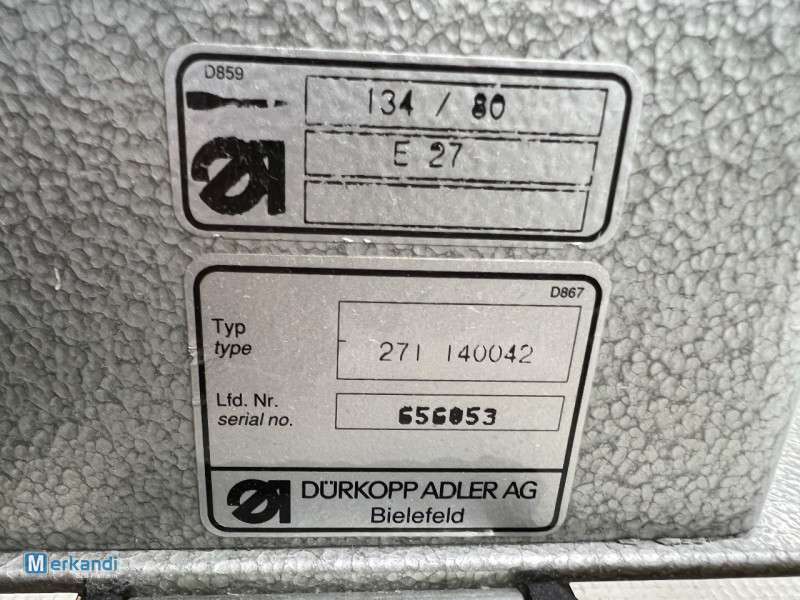 D859
134 / 80
E 27
D867
Typ
type
271 140042
Lfd. Nr.
serial no.
656053
DÜRKOPP ADLER AG
Bielefeld
Merkandi